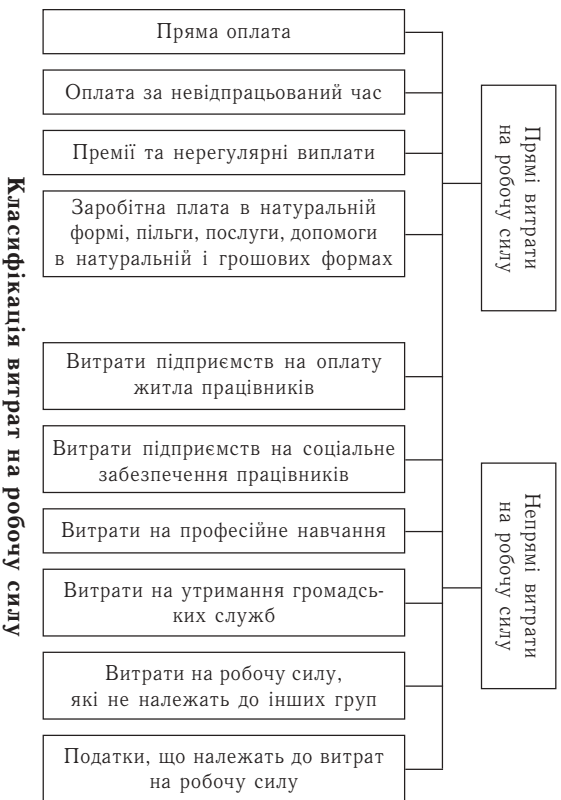 Класифікація витрат на робочу силу
Прямі витрати
на робочу силу
Пряма оплата
Оплата за невідпрацьований час
Премії та нерегулярні виплати
Заробітна плата в натуральній
формі, пільги, послуги, допомоги
в натуральній і грошових формах
Непрямі витрати
на робочу силу
Витрати підприємств на оплату
житла працівників
Витрати підприємств на соціальне
забезпечення працівників
Витрати на професійне навчання
Витрати на утримання громадсь-
ких служб
Витрати на робочу силу,
які не належать до інших груп
Податки, що належать до витрат
на робочу силу